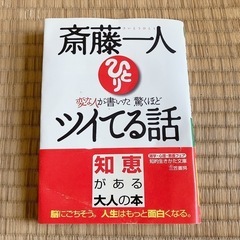 斎藤一人
ひとり
変な人が書いた 驚くほど
ツイてる話
知恵
がある
大人の本
知的生きかた文庫
三笠書房
脳にごちそう。人生はもっと面白くなる。